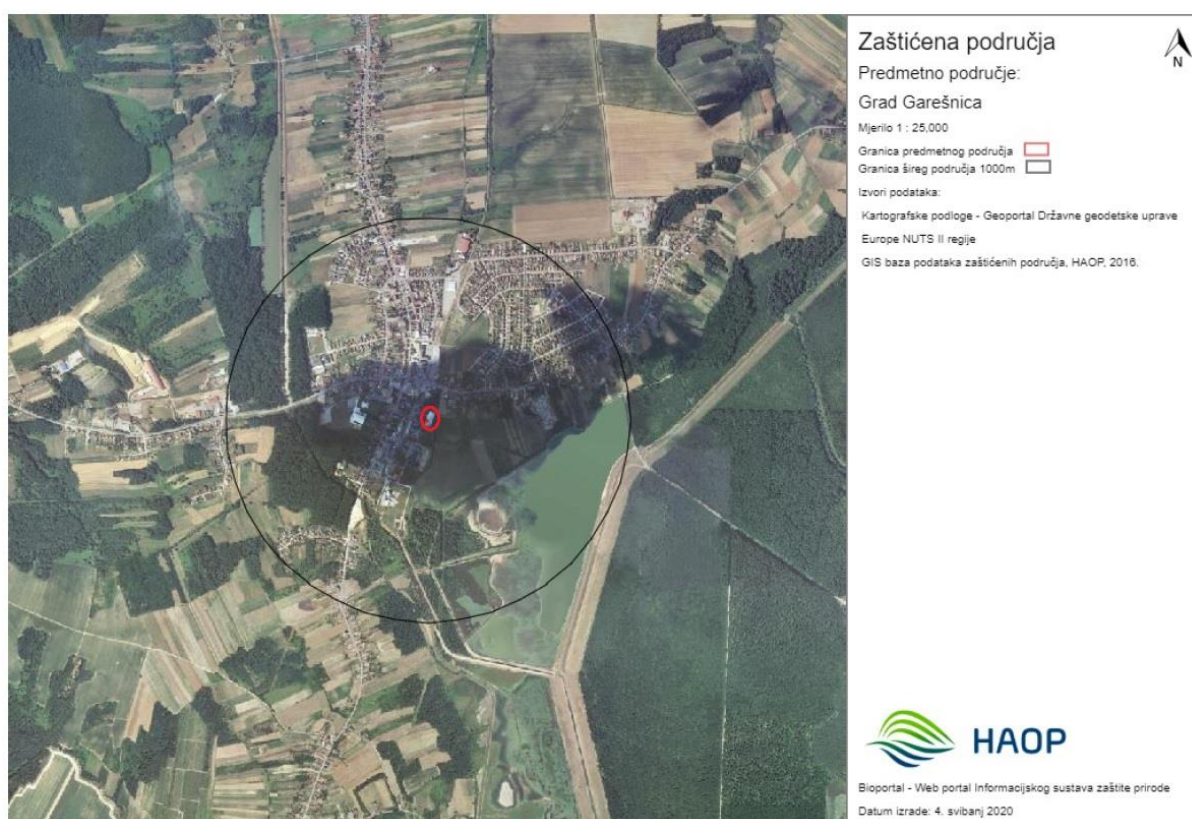 Zaštićena područja
N
Predmetno područje:
Grad Garešnica
Mjerilo 1 : 25,000
Granica predmetnog područja
Granica šireg područja 1000m
Izvori podataka:
Kartografske podloge - Geoportal Državne geodetske uprave
Europe NUTS II regije
GIS baza podataka zaštićenih područja, HAOP, 2016.
HAOP
Bioportal - Web portal Informacijskog sustava zaštite prirode
Datum izrade: 4. svibanj 2020